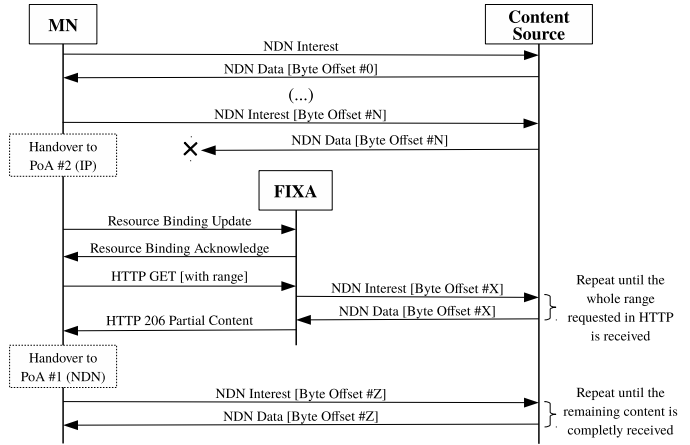 MN
Content
Source
NDN Interest
NDN Data [Byte Offset #0]
(...)
NDN Interest [Byte Offset #N]
Handover to
PoA #2 (IP)
NDN Data [Byte Offset #N]
FIXA
Resource Binding Update
Resource Binding Acknowledge
HTTP GET [with range]
NDN Interest [Byte Offset #X]
NDN Data [Byte Offset #X]
HTTP 206 Partial Content
Repeat until the
whole range
requested in HTTP
is received
Handover to
PoA #1 (NDN)
NDN Interest [Byte Offset #Z]
NDN Data [Byte Offset #Z]
Repeat until the
remaining content is
completly received